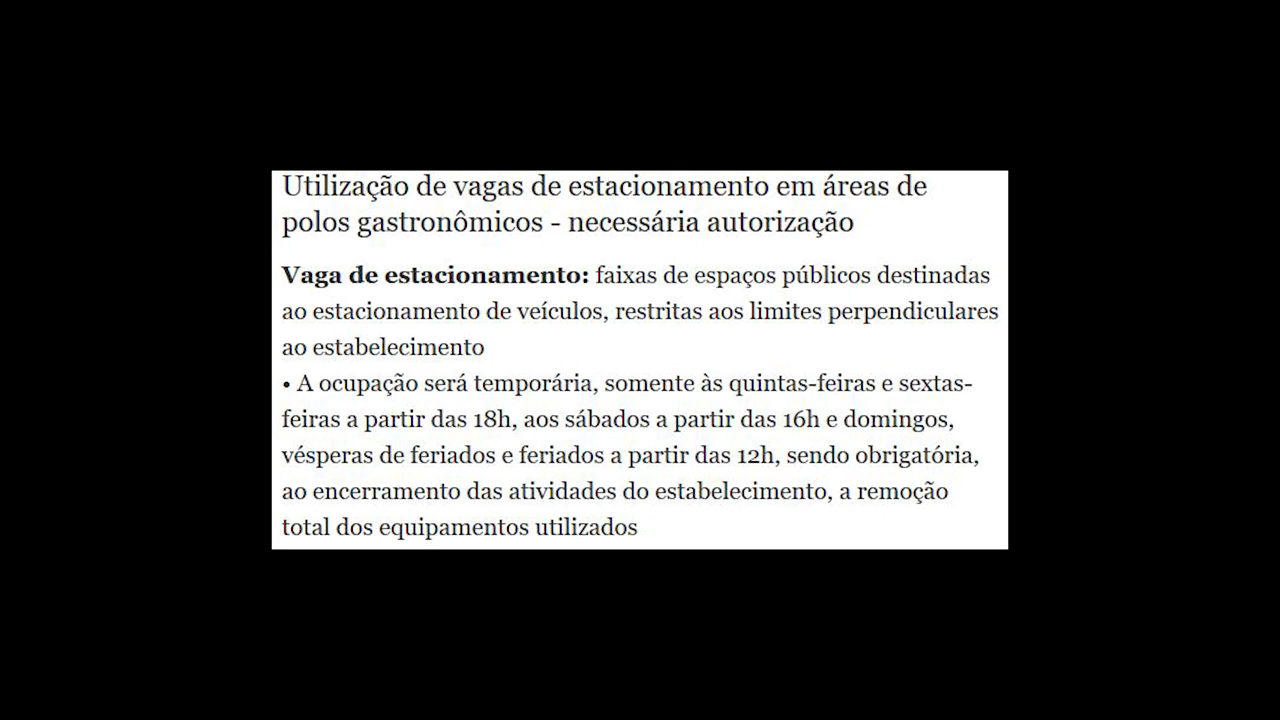 Utilização de vagas de estacionamento em áreas de
polos gastronômicos - necessária autorização
Vaga de estacionamento: faixas de espaços públicos destinadas
ao estacionamento de veículos, restritas aos limites perpendiculares
ao estabelecimento
• A ocupação será temporária, somente às quintas-feiras e sextas-
feiras a partir das 18h, aos sábados a partir das 16h e domingos,
vésperas de feriados e feriados a partir das 12h, sendo obrigatória,
ao encerramento das atividades do estabelecimento, a remoção
total dos equipamentos utilizados